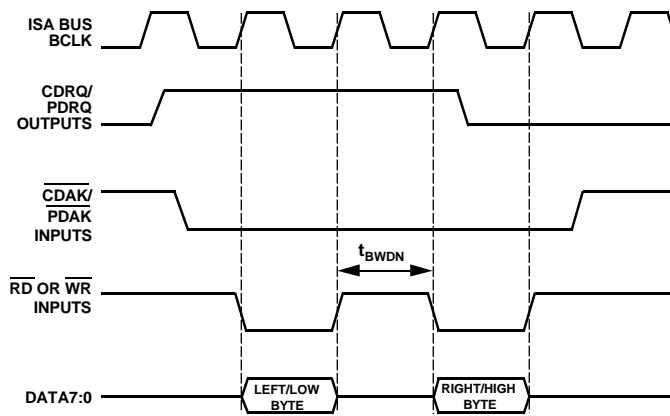 ISA BUS
BCLK
CDRQ/
PDRQ
OUTPUTS
CDAK/
PDAK
INPUTS
tBWDN
RD OR WR
INPUTS
DATA7:0
LEFT/LOW
BYTE
RIGHT/HIGH
BYTE